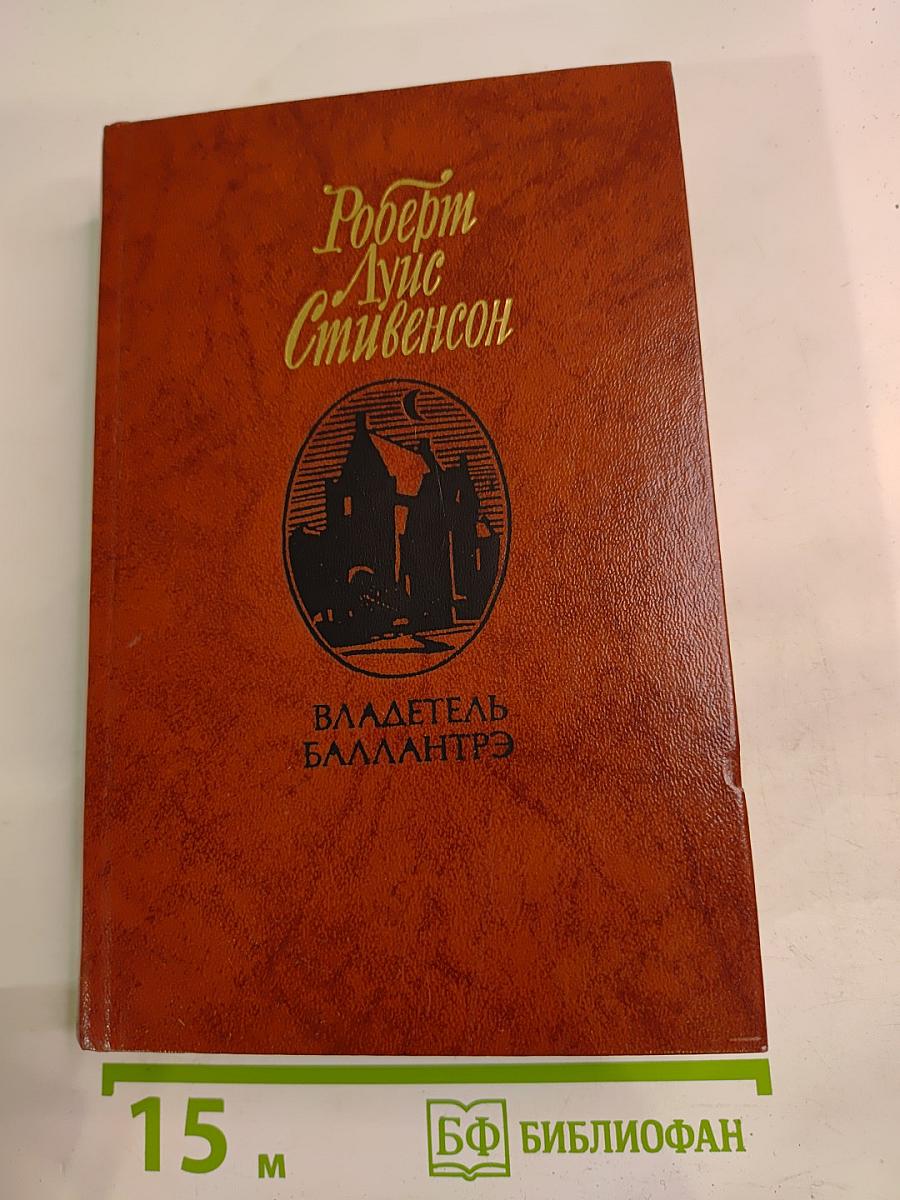 Роберт
Луис
Стивенсон
ВЛАДЕТЕЛЬ
БАЛЛАНТРЭ
15 м
БФ БИБЛИОФАН